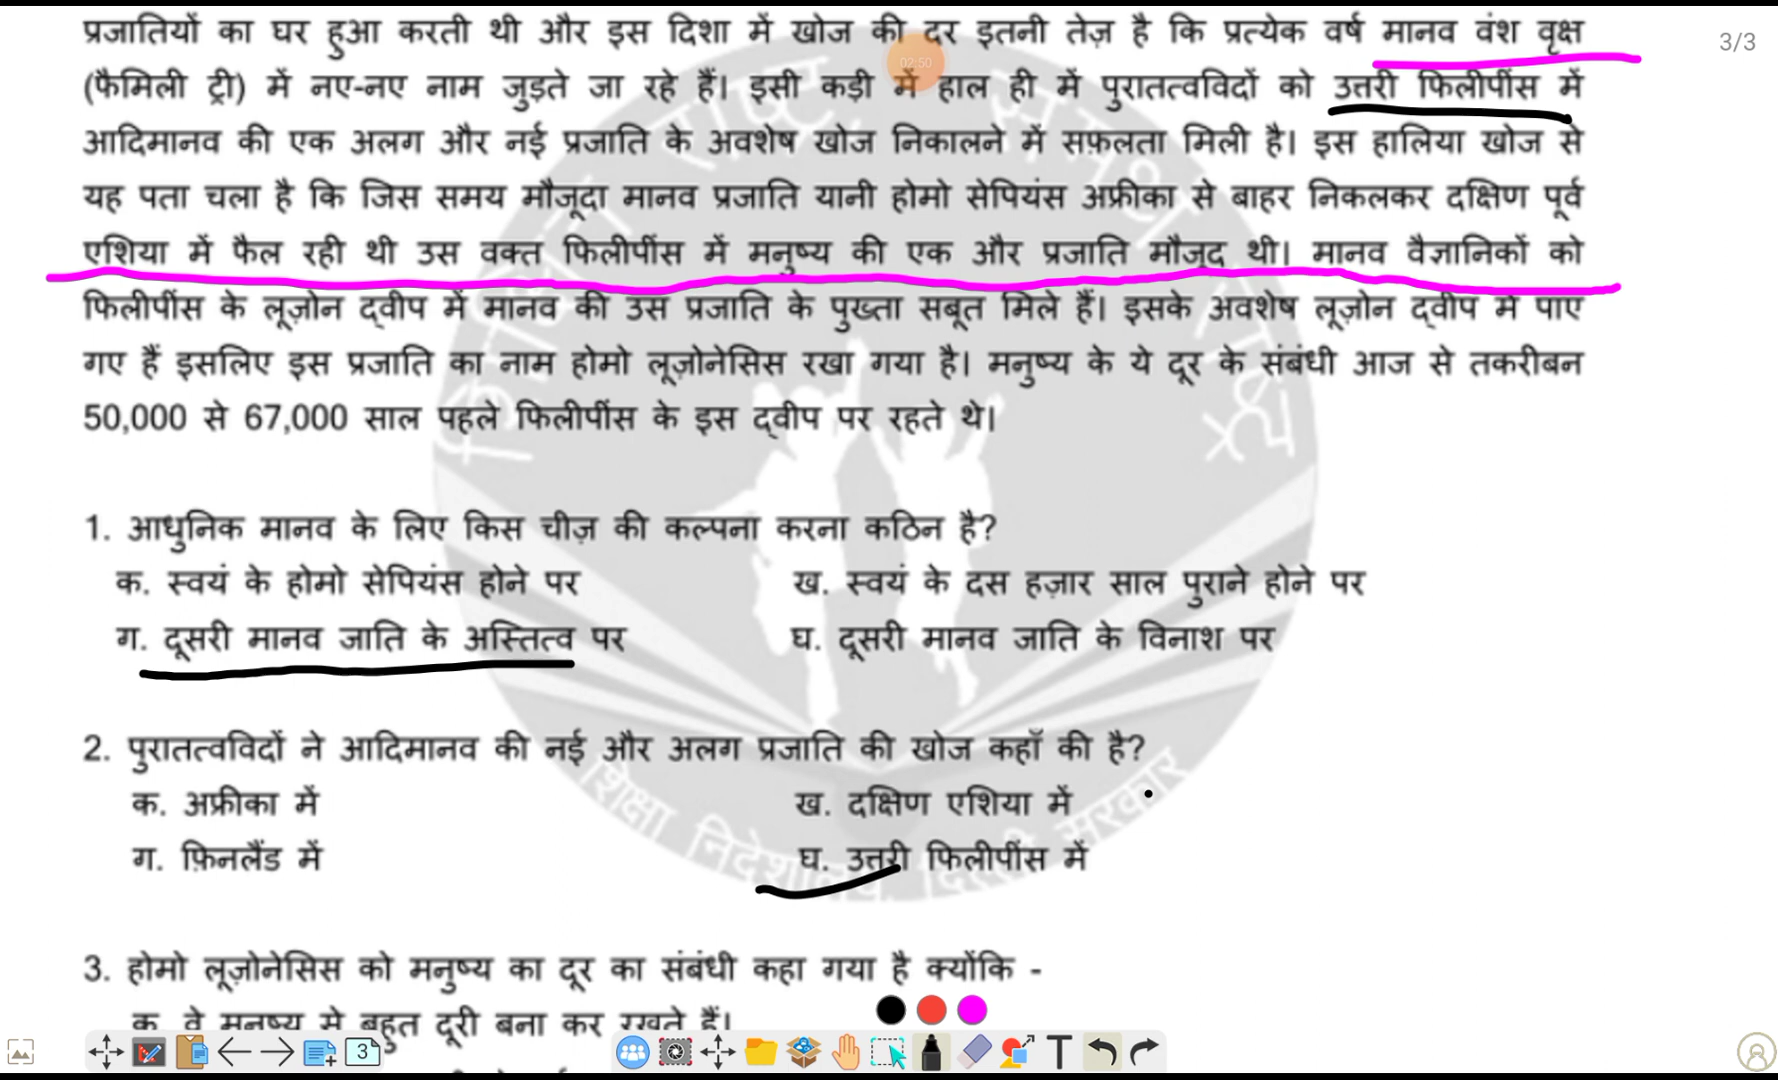 प्रजातियों का घर हुआ करती थी और इस दिशा में खोज की दर इतनी तेज़ है कि प्रत्येक वर्ष मानव वंश वृक्ष
3/3
02:50
(फैमिली ट्री) में नए-नए नाम जुड़ते जा रहे हैं। इसी कड़ी में हाल ही में पुरातत्वविदों को उत्तरी फिलीपींस में
आदिमानव की एक अलग और नई प्रजाति के अवशेष खोज निकालने में सफ़लता मिली है। इस हालिया खोज से
यह पता चला है कि जिस समय मौजूदा मानव प्रजाति यानी होमो सेपियंस अफ्रीका से बाहर निकलकर दक्षिण पूर्व
एशिया में फैल रही थी उस वक्त फिलीपींस में मनुष्य की एक और प्रजाति मौजूद थी। मानव वैज्ञानिकों को
फिलीपींस के लूज़ोन द्वीप में मानव की उस प्रजाति के पुख्ता सबूत मिले हैं। इसके अवशेष लूज़ोन द्वीप में पाए
गए हैं इसलिए इस प्रजाति का नाम होमो लूज़ोनेसिस रखा गया है। मनुष्य के ये दूर के संबंधी आज से तकरीबन
50,000 से 67,000 साल पहले फिलीपींस के इस द्वीप पर रहते थे।
1. आधुनिक मानव के लिए किस चीज़ की कल्पना करना कठिन है?
क. स्वयं के होमो सेपियंस होने पर ख. स्वयं के दस हज़ार साल पुराने होने पर
ग. दूसरी मानव जाति के अस्तित्व पर घ. दूसरी मानव जाति के विनाश पर
2. पुरातत्वविदों ने आदिमानव की नई और अलग प्रजाति की खोज कहाँ की है?
क. अफ्रीका में ख. दक्षिण एशिया में
ग. फ़िनलैंड में घ. उत्तरी फिलीपींस में
3. होमो लूज़ोनेसिस को मनुष्य का दूर का संबंधी कहा गया है क्योंकि -
क. वे मनुष्य से बहुत दूरी बना कर रखते हैं।
3
T